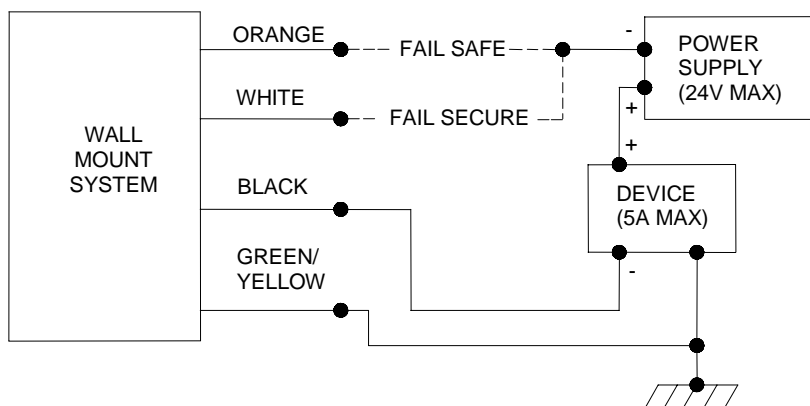 ORANGE
FAIL SAFE
-
POWER
SUPPLY
(24V MAX)
WHITE
FAIL SECURE
+
+
WALL
MOUNT
SYSTEM
BLACK
DEVICE
(5A MAX)
GREEN/
YELLOW
-